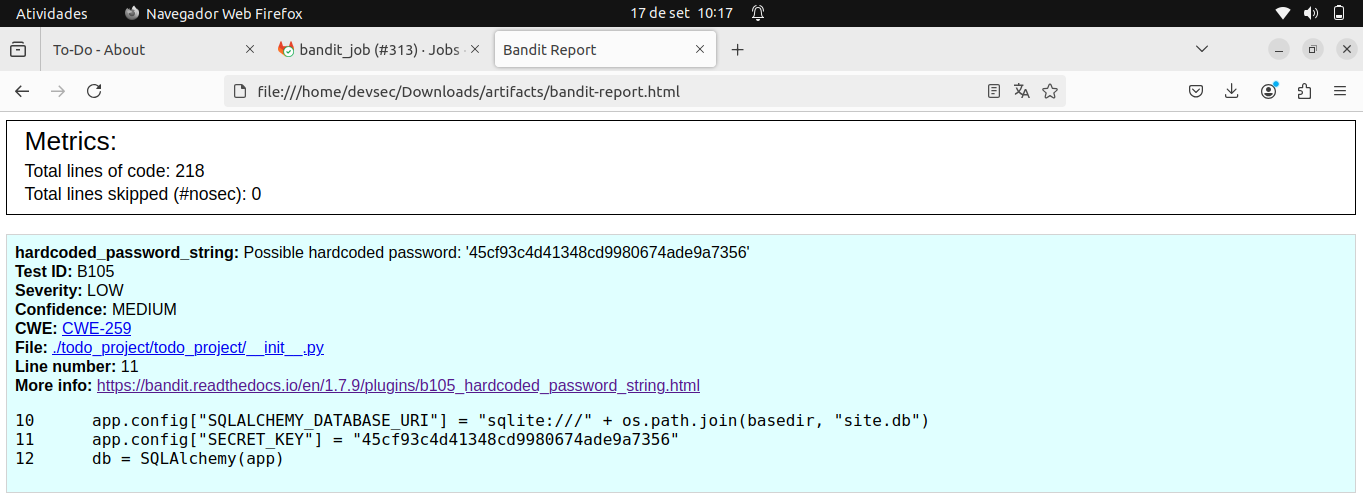 Atividades
Navegador Web Firefox
17 de set 10:17
To-Do - About
bandit_job (#313) · Jobs ·
Bandit Report
file:///home/devsec/Downloads/artifacts/bandit-report.html
Metrics:
Total lines of code: 218
Total lines skipped (#nosec): 0
hardcoded_password_string: Possible hardcoded password: '45cf93c4d41348cd9980674ade9a7356'
Test ID: B105
Severity: LOW
Confidence: MEDIUM
CWE: CWE-259
File: ./todo_project/todo_project/__init__.py
Line number: 11
More info: https://bandit.readthedocs.io/en/1.7.9/plugins/b105_hardcoded_password_string.html
10      app.config["SQLALCHEMY_DATABASE_URI"] = "sqlite:///" + os.path.join(basedir, "site.db")
11      app.config["SECRET_KEY"] = "45cf93c4d41348cd9980674ade9a7356"
12      db = SQLAlchemy(app)